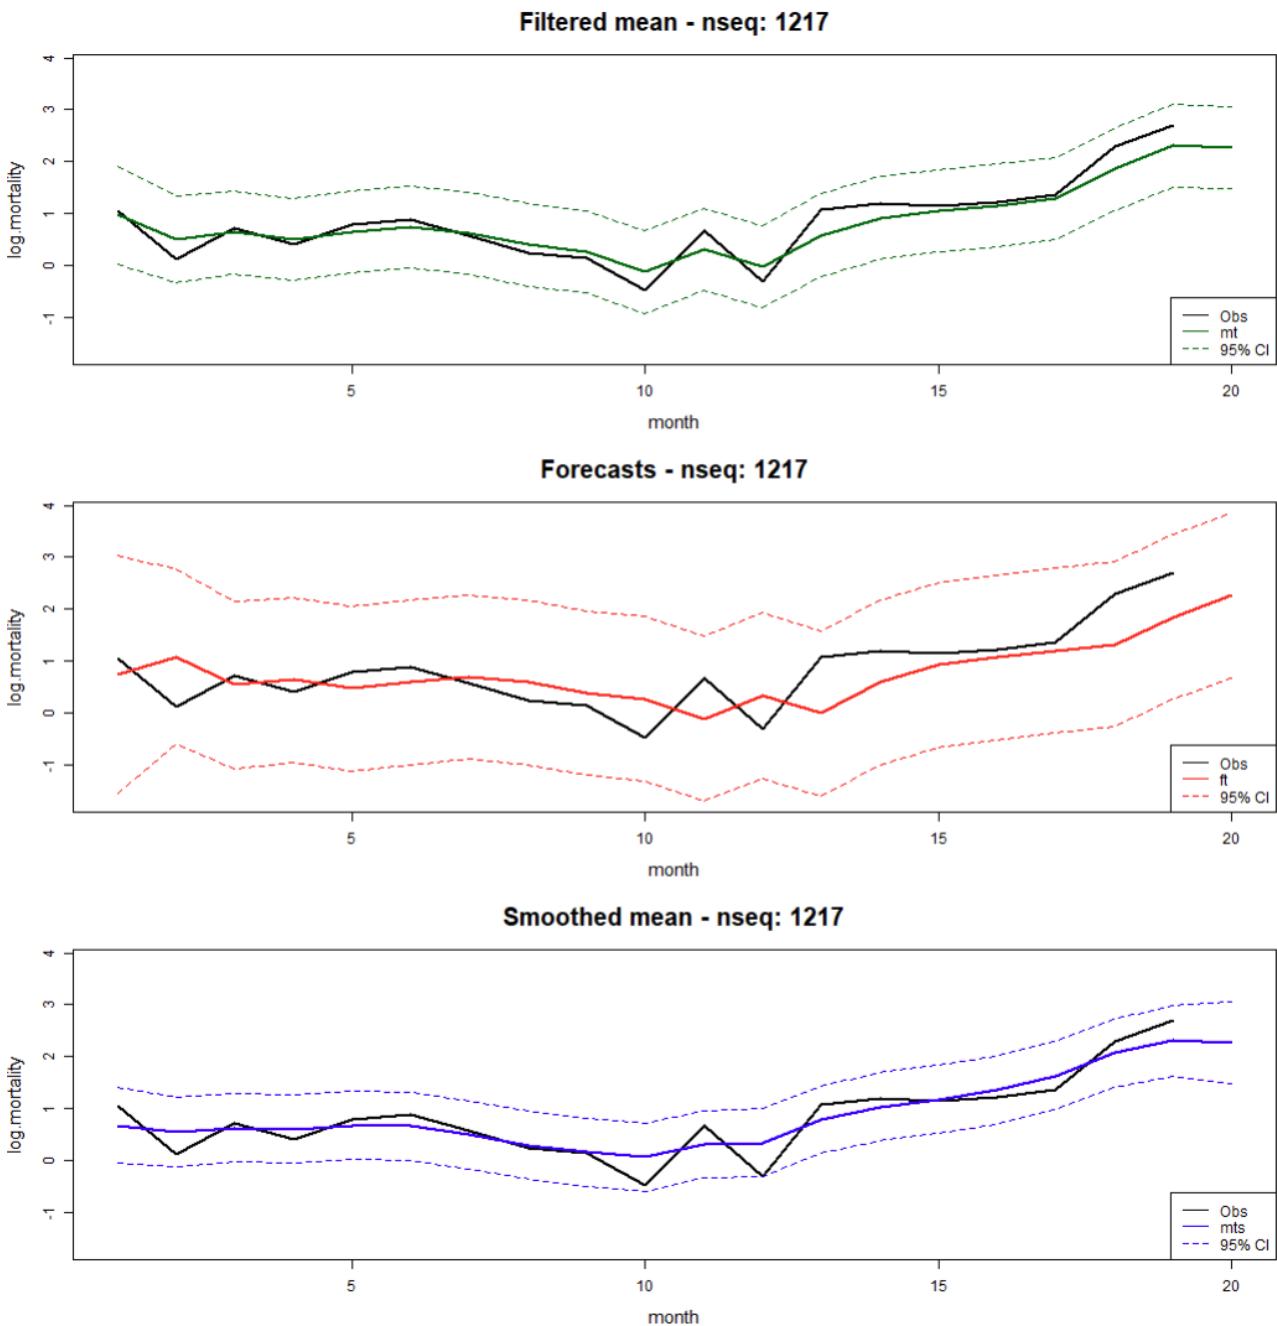 Filtered mean - nseq: 1217
4
3
2
1
0
-1
log.mortality
Obs
mt
95% CI
5
10
15
20
month
Forecasts - nseq: 1217
4
3
2
1
0
-1
log.mortality
Obs
ft
95% CI
5
10
15
20
month
Smoothed mean - nseq: 1217
4
3
2
1
0
-1
log.mortality
Obs
mts
95% CI
5
10
15
20
month